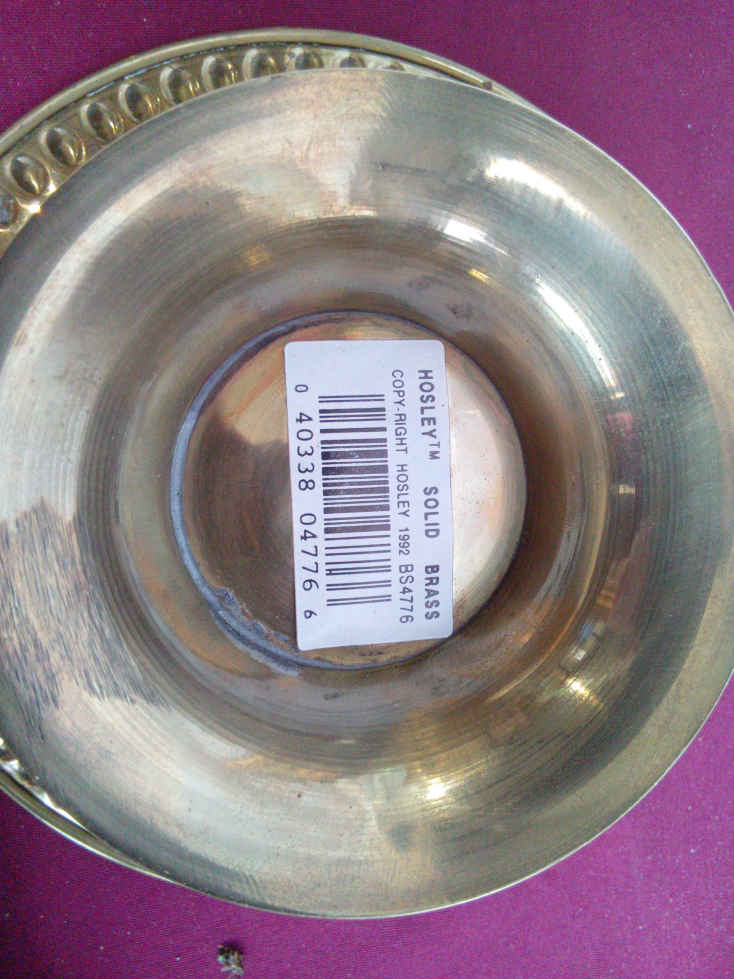 HOSLEY™ SOLID BRASS
COPY-RIGHT HOSLEY 1992 BS4776
0 40338 04776 6